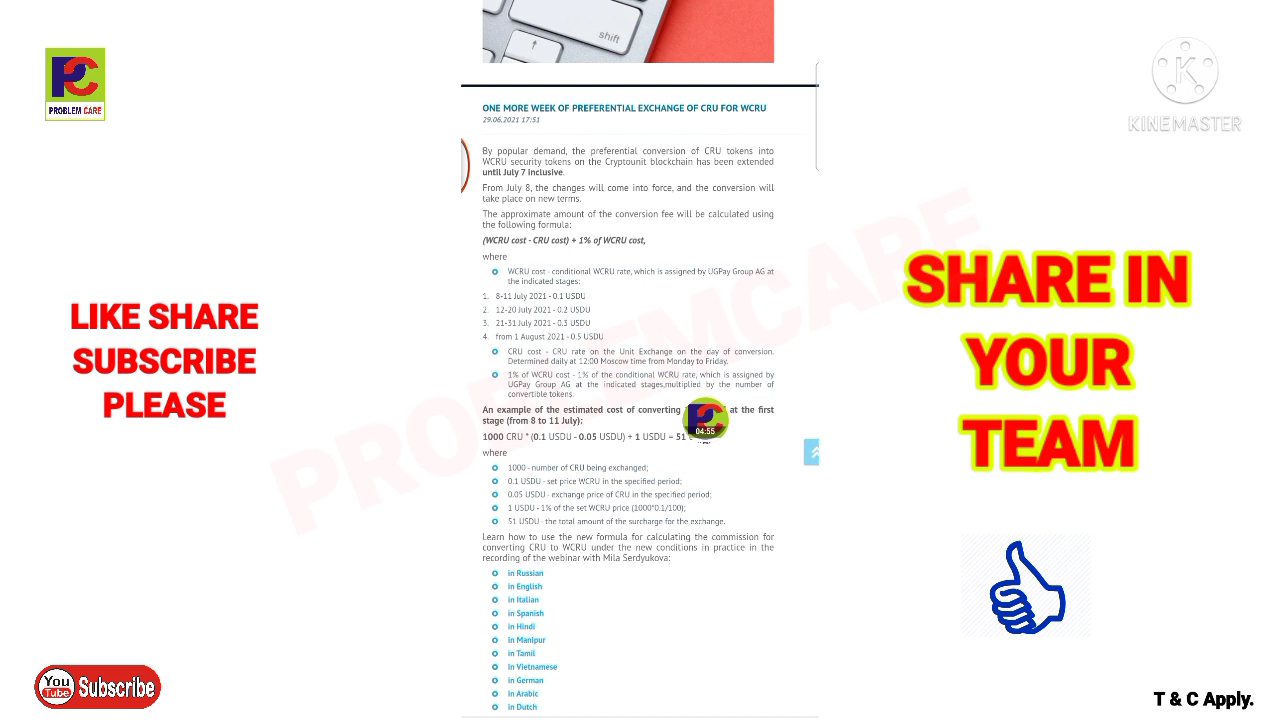 shift
PC
PROBLEM CARE
K
KINEMASTER
ONE MORE WEEK OF PREFERENTIAL EXCHANGE OF CRU FOR WCRU
29.06.2021 17:51
By popular demand, the preferential conversion of CRU tokens into
WCRU security tokens on the Cryptounit blockchain has been extended
until July 7 inclusive.
From July 8, the changes will come into force, and the conversion will
take place on new terms.
The approximate amount of the conversion fee will be calculated using
the following formula:
(WCRU cost - CRU cost) + 1% of WCRU cost,
where
WCRU cost - conditional WCRU rate, which is assigned by UGPay Group AG at
the indicated stages:
1. 8-11 July 2021 - 0.1 USDU
2. 12-20 July 2021 - 0.2 USDU
3. 21-31 July 2021 - 0.3 USDU
4. from 1 August 2021 - 0.5 USDU
CRU cost - CRU rate on the Unit Exchange on the day of conversion.
Determined daily at 12:00 Moscow time from Monday to Friday.
1% of WCRU cost - 1% of the conditional WCRU rate, which is assigned by
UGPay Group AG at the indicated stages,multiplied by the number of
convertible tokens.
An example of the estimated cost of converting at the first
stage (from 8 to 11 July):
1000 CRU * (0.1 USDU - 0.05 USDU) + 1 USDU = 51
04:55
where
1000 - number of CRU being exchanged;
0.1 USDU - set price WCRU in the specified period;
0.05 USDU - exchange price of CRU in the specified period;
1 USDU - 1% of the set WCRU price (1000*0.1/100);
51 USDU - the total amount of the surcharge for the exchange.
Learn how to use the new formula for calculating the commission for
converting CRU to WCRU under the new conditions in practice in the
recording of the webinar with Mila Serdyukova:
in Russian
in English
in Italian
in Spanish
in Hindi
in Manipur
in Tamil
in Vietnamese
in German
in Arabic
in Dutch
PROBLEMCARE
LIKE SHARE
SUBSCRIBE
PLEASE
SHARE IN
YOUR
TEAM
You
Tube
Subscribe
T & C Apply.